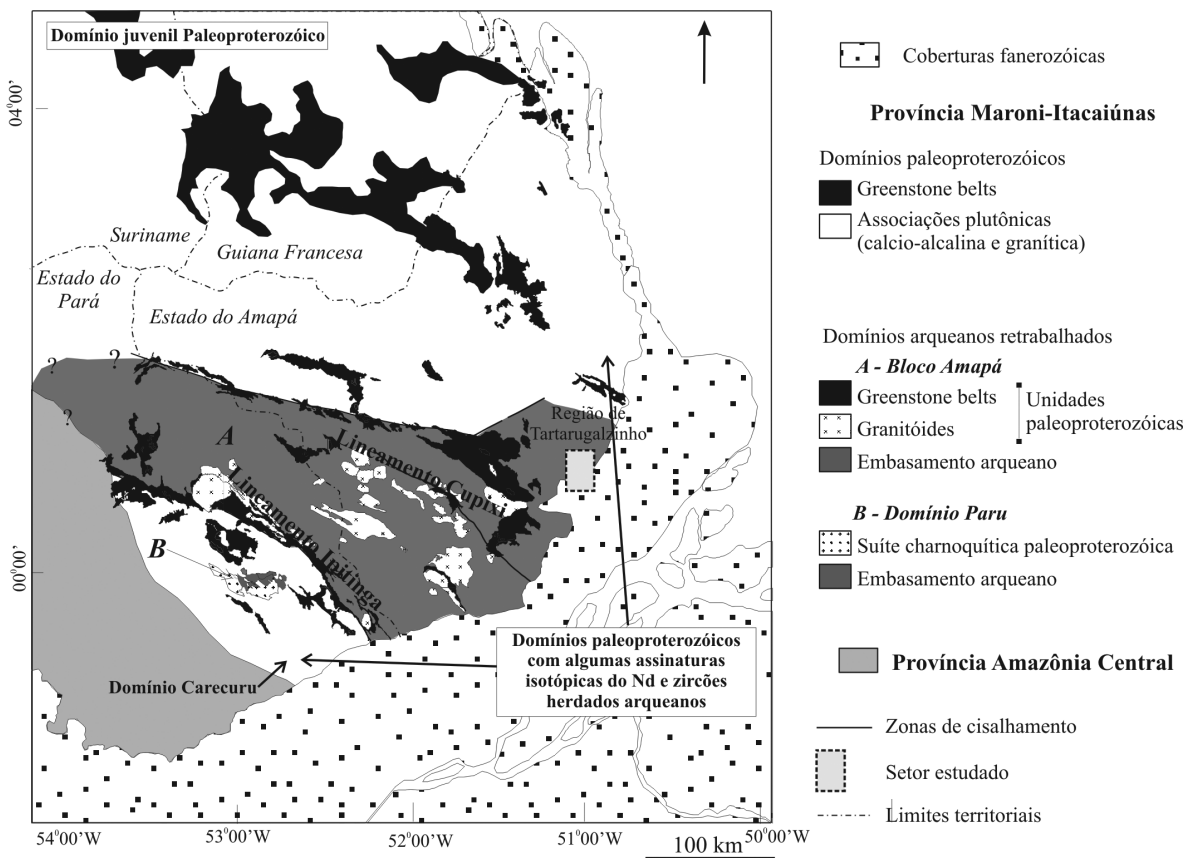 Domínio juvenil Paleoproterozóico
04°00'
Suriname
Guiana Francesa
Estado do
Pará
Estado do Amapá
?
?
?
A
Região de
Tartarugalzinho
Lineamento Cupixi
Lineamento Ipitinga
B
00°00'
Domínios paleoproterozóicos
com algumas assinaturas
isotópicas do Nd e zircões
herdados arqueanos
Domínio Carecuru
54°00'W
53°00'W
52°00'W
51°00'W
50°00'W
100 km
Coberturas fanerozóicas
Província Maroni-Itacaiúnas
Domínios paleoproterozóicos
Greenstone belts
Associações plutônicas
(calcio-alcalina e granítica)
Domínios arqueanos retrabalhados
A - Bloco Amapá
Greenstone belts
Granitóides
Unidades
paleoproterozóicas
Embasamento arqueano
B - Domínio Paru
Suíte charnoquítica paleoproterozóica
Embasamento arqueano
Província Amazônia Central
Zonas de cisalhamento
Setor estudado
Limites territoriais